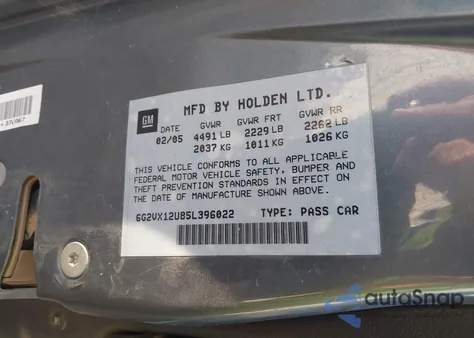 GM
MFD BY HOLDEN LTD.
DATE GVWR GVWR FRT GVWR RR
02/05 4491 LB 2229 LB 2262 LB
2037 KG 1011 KG 1026 KG
THIS VEHICLE CONFORMS TO ALL APPLICABLE
FEDERAL MOTOR VEHICLE SAFETY, BUMPER AND
THEFT PREVENTION STANDARDS IN EFFECT ON
THE DATE OF MANUFACTURE SHOWN ABOVE.
6G2VX12U85L396022 TYPE: PASS CAR
autoSnap